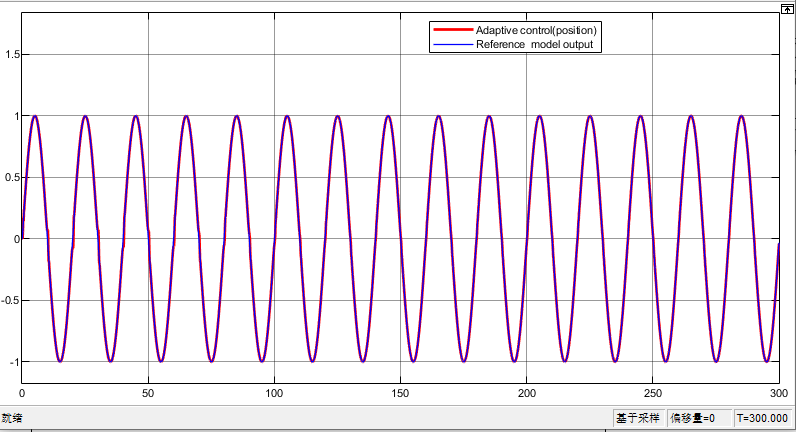 Adaptive control(position)
Reference model output
1.5
1
0.5
0
-0.5
-1
0 50 100 150 200 250 300
就绪 基于采样 偏移量=0 T=300.000